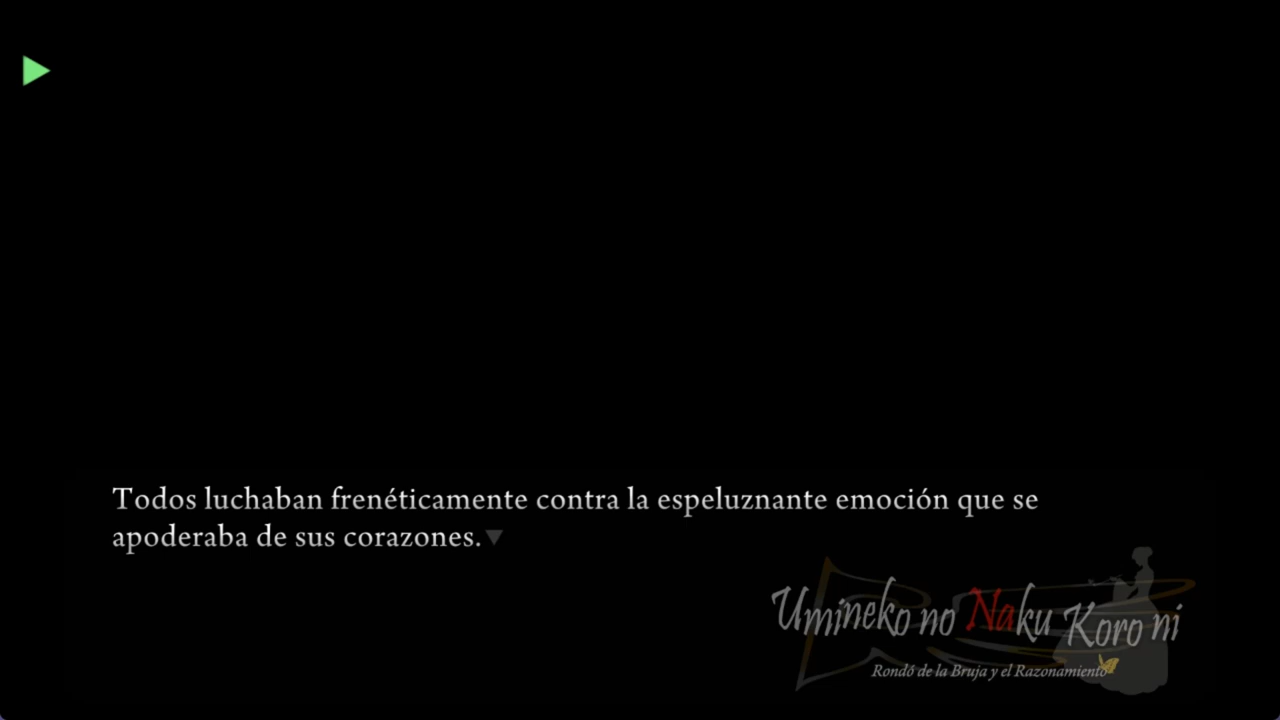 Todos luchaban frenéticamente contra la espeluznante emoción que se
apoderaba de sus corazones.
Umineko no Naku Koro ni
Rondó de la Bruja y el Razonamiento